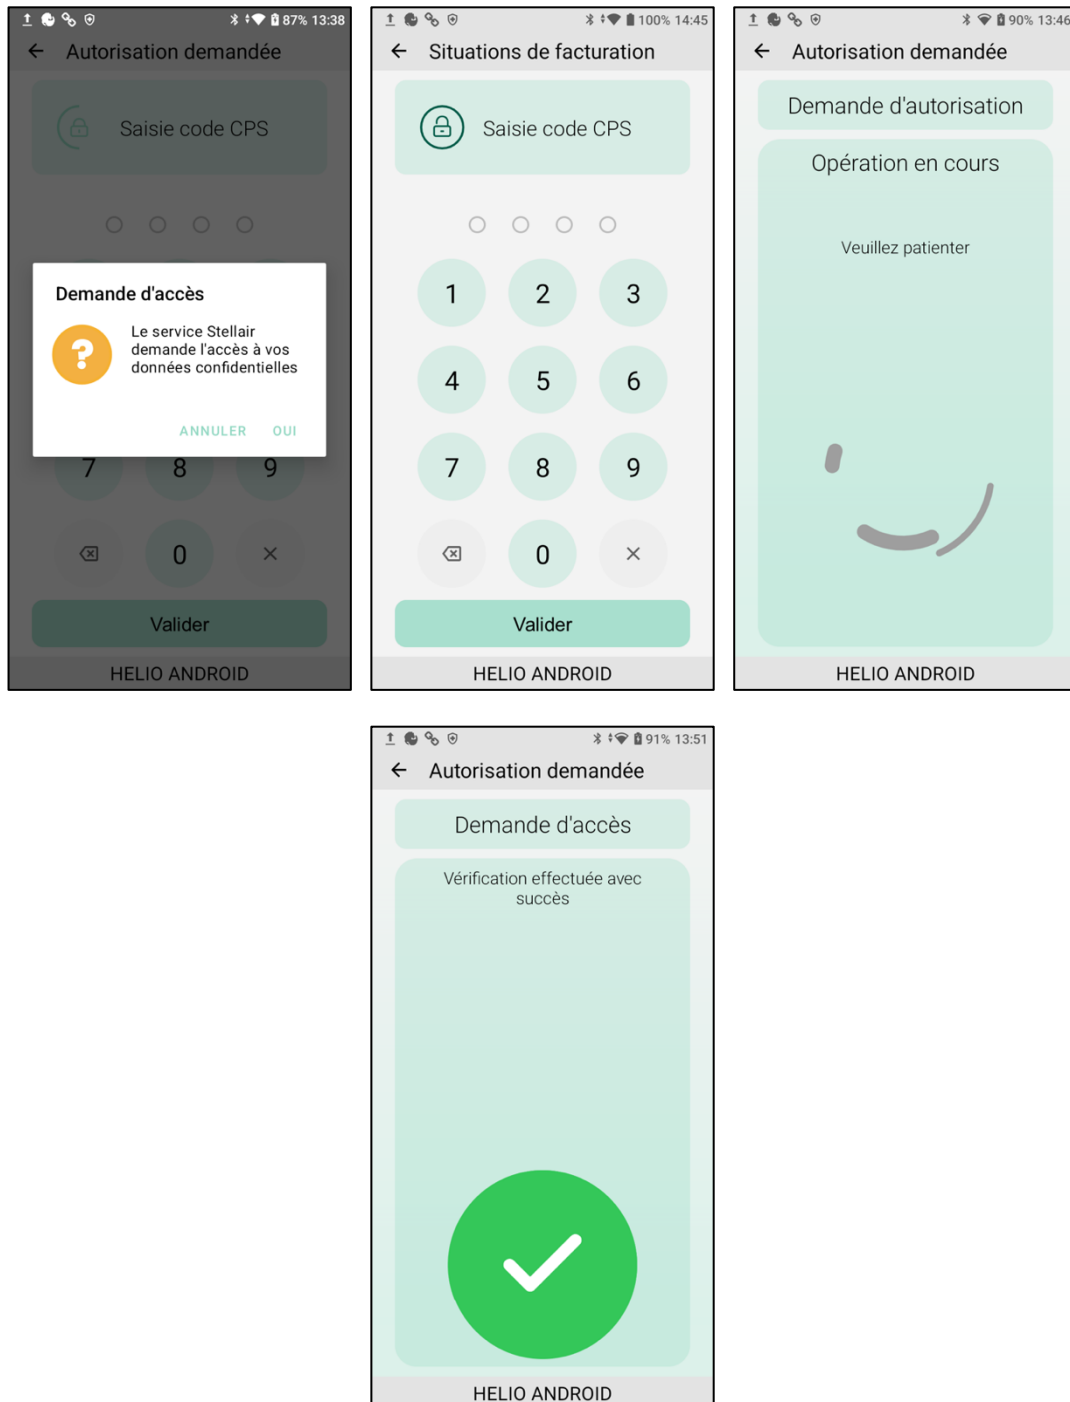 87% 13:38
Autorisation demandée
Saisie code CPS
Demande d'accès
Le service Stellair
demande l'accès à vos
données confidentielles
ANNULER OUI
7 8 9
0
Valider
HELIO ANDROID
100% 14:45
Situations de facturation
Saisie code CPS
1 2 3
4 5 6
7 8 9
0
Valider
HELIO ANDROID
90% 13:46
Autorisation demandée
Demande d'autorisation
Opération en cours
Veuillez patienter
HELIO ANDROID
91% 13:51
Autorisation demandée
Demande d'accès
Vérification effectuée avec
succès
HELIO ANDROID